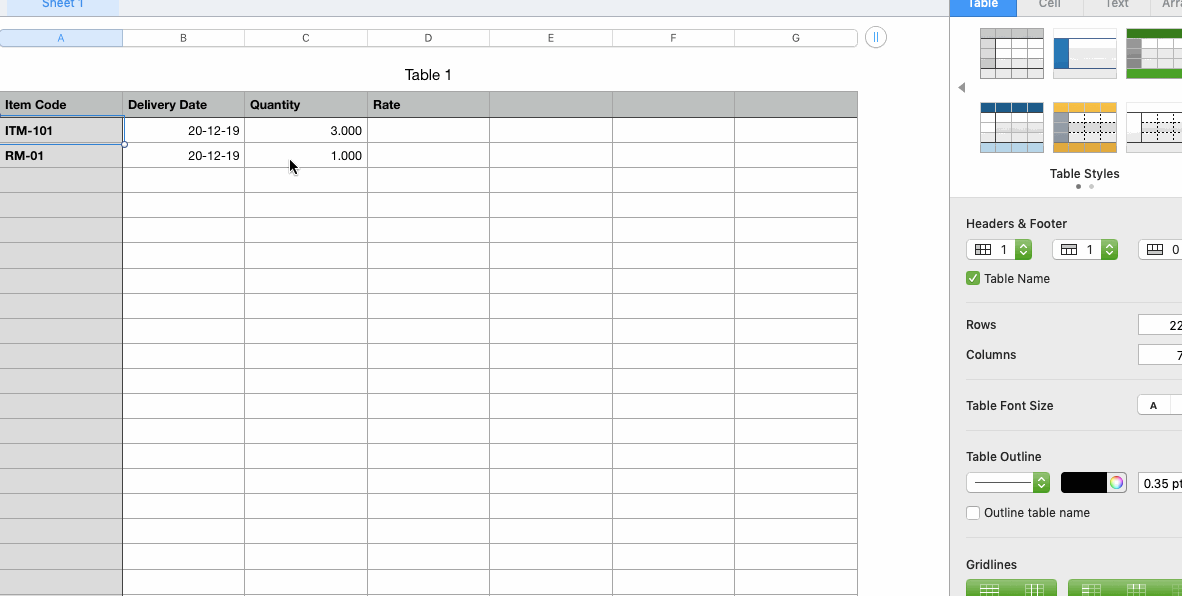 Sheet 1
Table Cell Text Arra
A B C D E F G
Table 1
Item Code Delivery Date Quantity Rate
ITM-101 20-12-19 3.000
RM-01 20-12-19 1.000
Table Styles
Headers & Footer
1 1 0
Table Name
Rows 22
Columns 7
Table Font Size A
Table Outline
0.35 pt
Outline table name
Gridlines